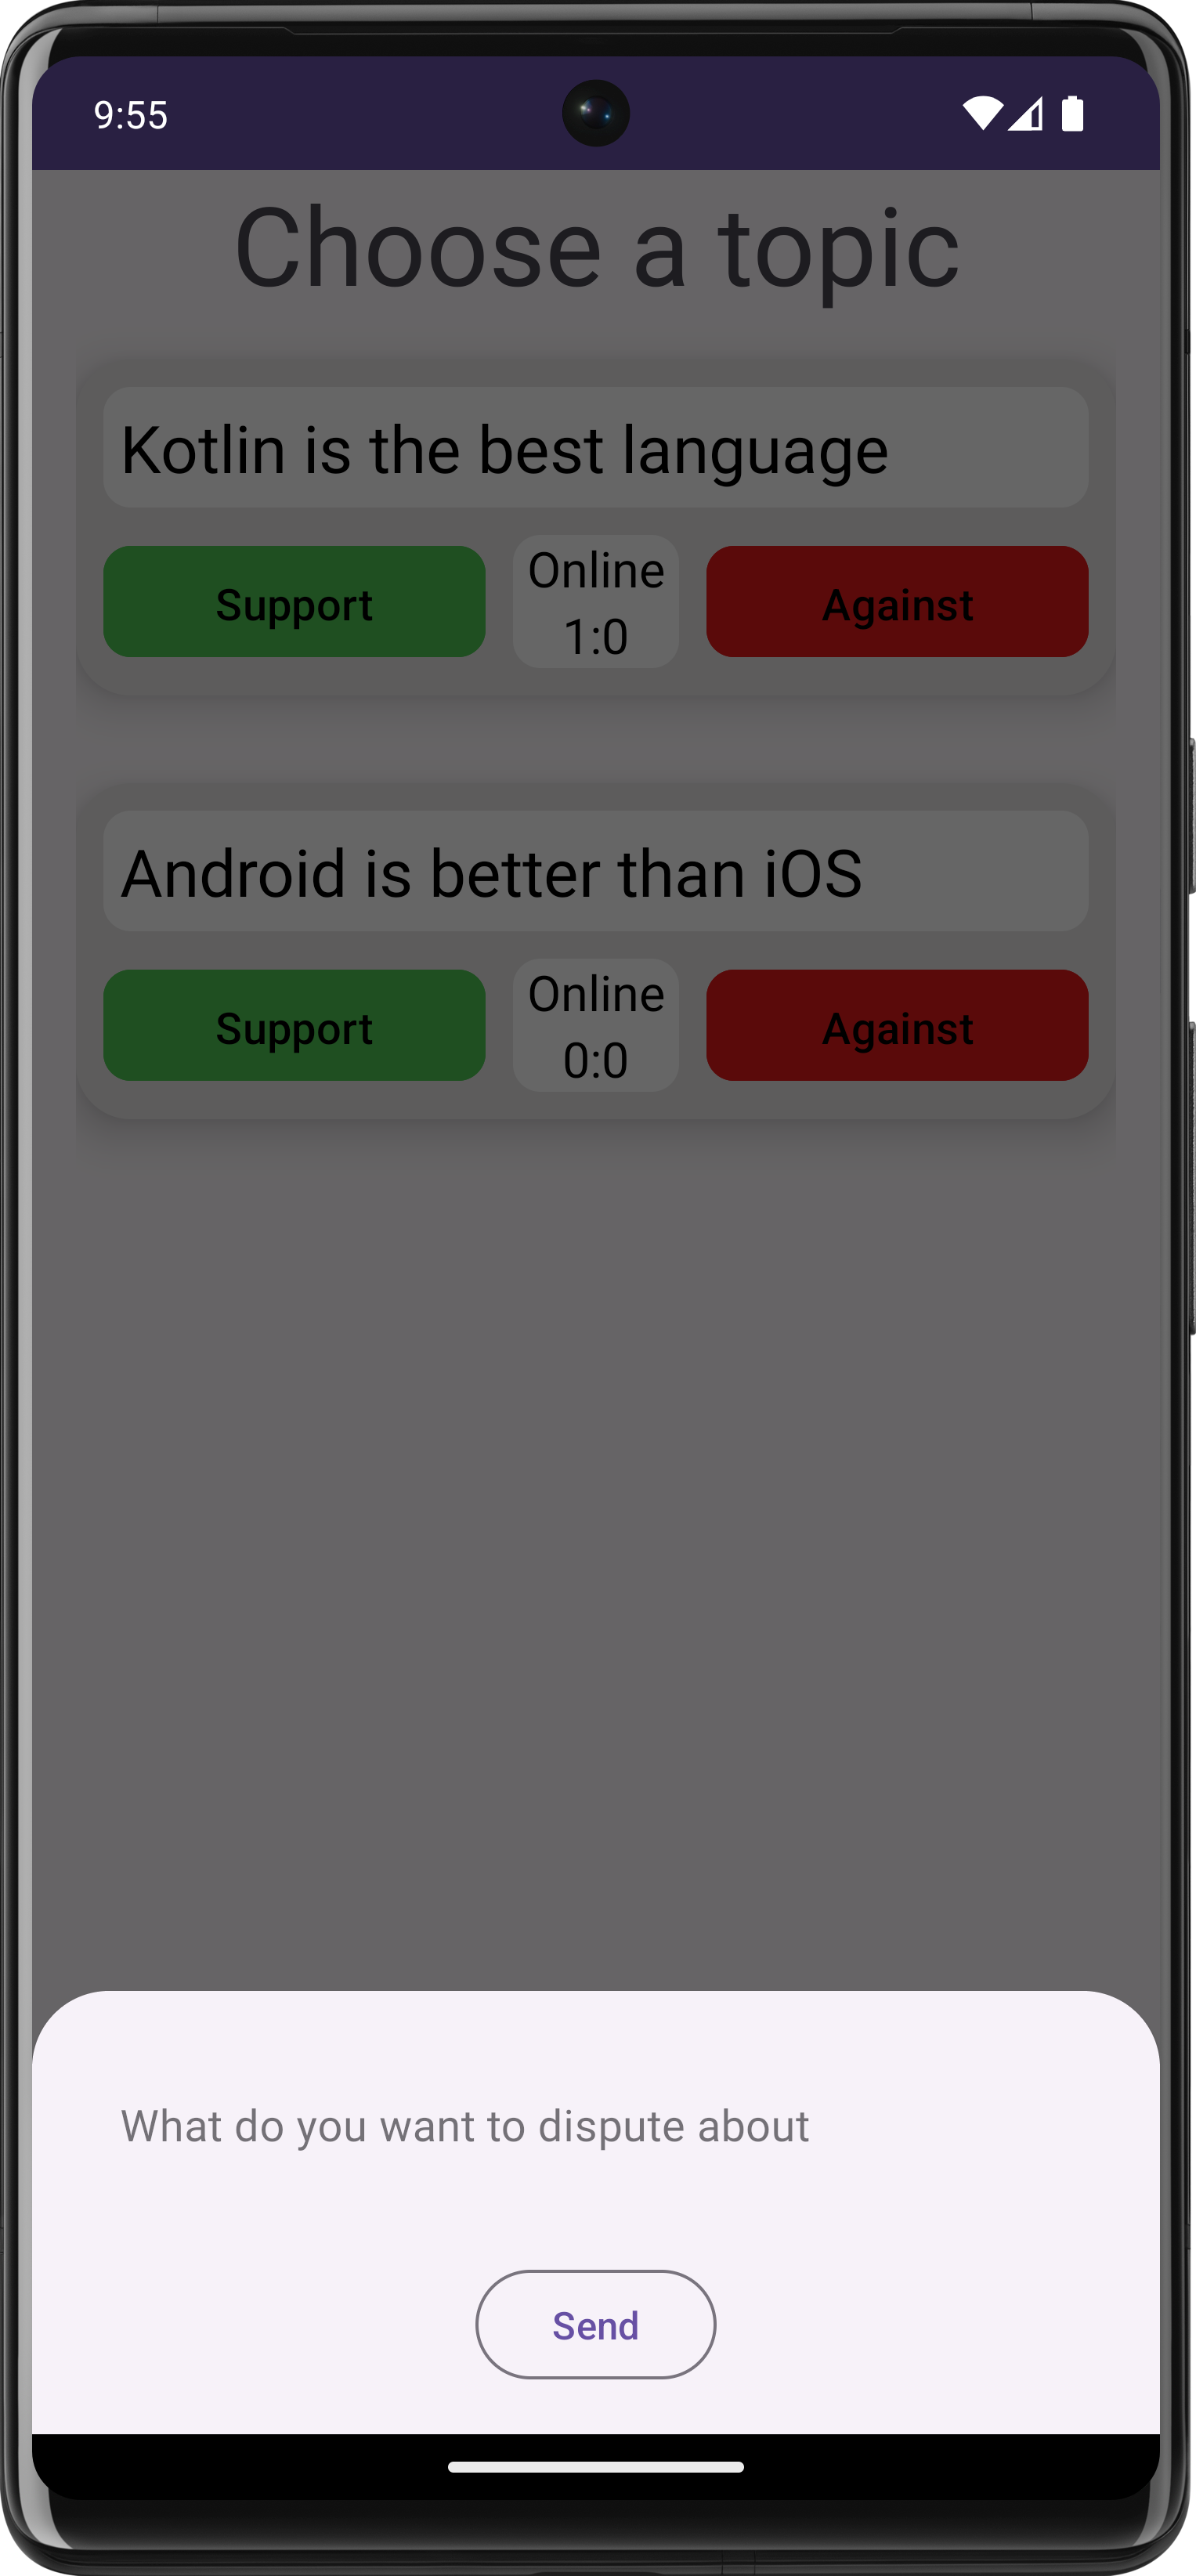 9:55
Choose a topic
Kotlin is the best language
Support
Online
1:0
Against
Android is better than iOS
Support
Online
0:0
Against
What do you want to dispute about
Send